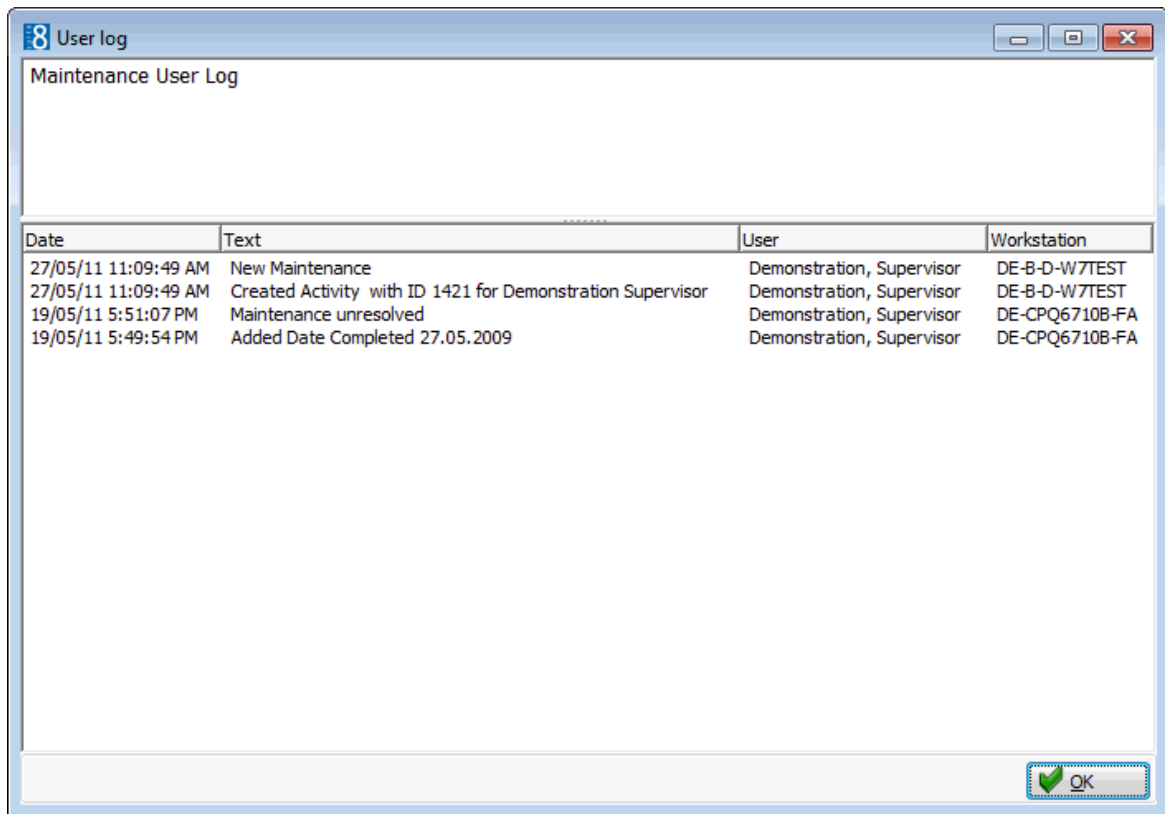 8 User log
Maintenance User Log
Date Text User Workstation
27/05/11 11:09:49 AM New Maintenance Demonstration, Supervisor DE-B-D-W7TEST
27/05/11 11:09:49 AM Created Activity  with ID 1421 for Demonstration Supervisor Demonstration, Supervisor DE-B-D-W7TEST
19/05/11 5:51:07 PM Maintenance unresolved Demonstration, Supervisor DE-CPQ6710B-FA
19/05/11 5:49:54 PM Added Date Completed 27.05.2009 Demonstration, Supervisor DE-CPQ6710B-FA
OK